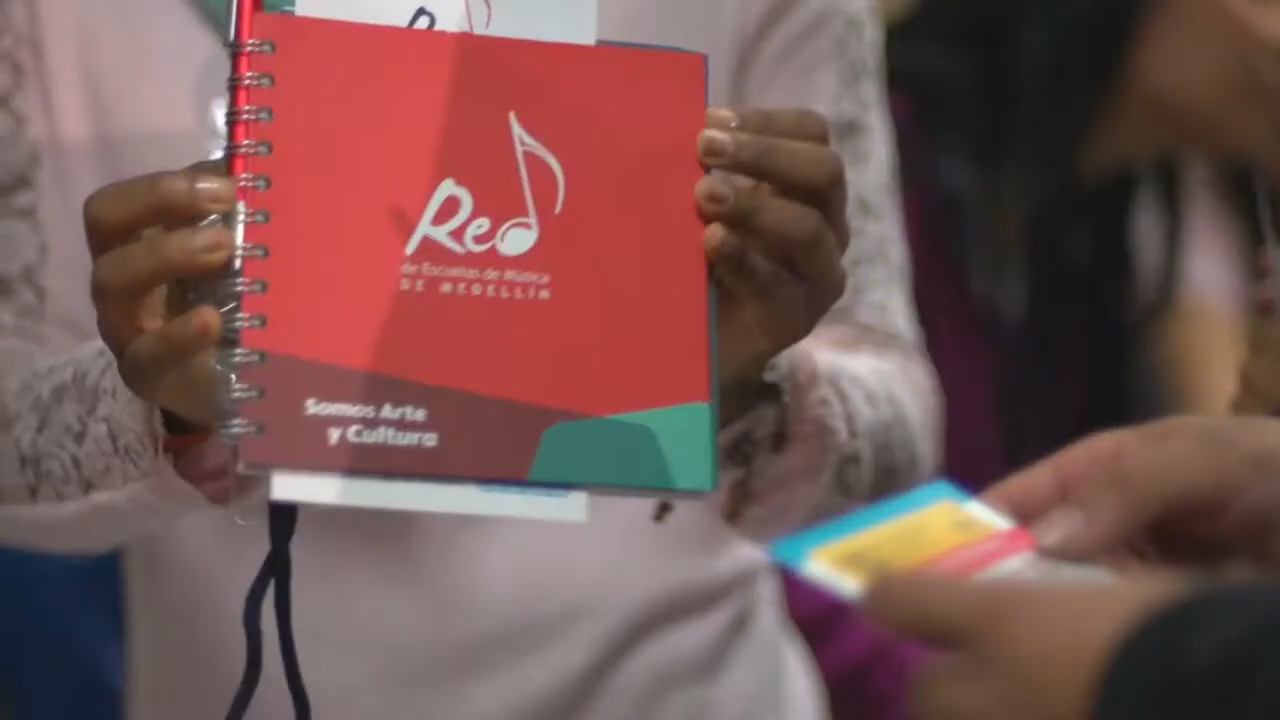 Red
de Escuelas de Música
DE MEDELLÍN
Somos Arte
y Cultura